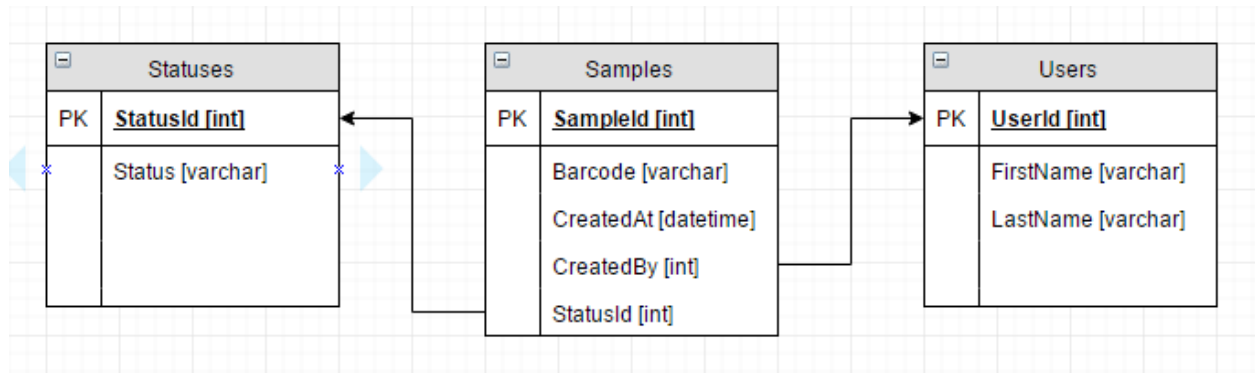 Statuses
PK StatusId [int]
Status [varchar]
Samples
PK SampleId [int]
Barcode [varchar]
CreatedAt [datetime]
CreatedBy [int]
StatusId [int]
Users
PK UserId [int]
FirstName [varchar]
LastName [varchar]